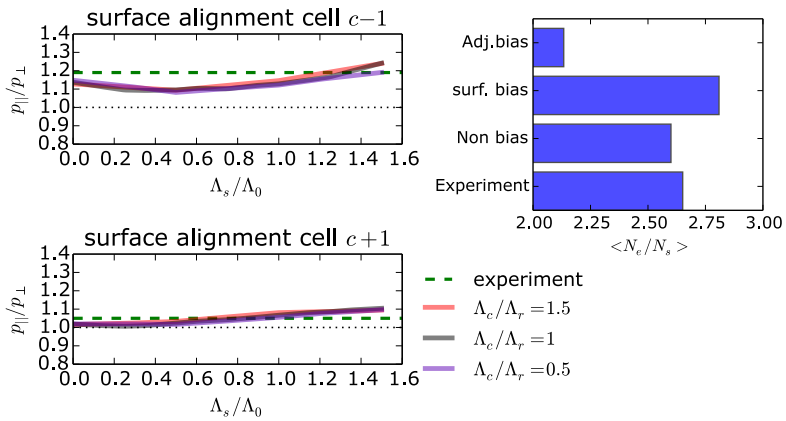 surface alignment cell c−1
1.4
1.3
1.2
1.1
1.0
0.9
0.8
p∥/p⊥
0.0 0.2 0.4 0.6 0.8 1.0 1.2 1.4 1.6
Λs/Λ0
surface alignment cell c+1
1.4
1.3
1.2
1.1
1.0
0.9
0.8
p∥/p⊥
0.0 0.2 0.4 0.6 0.8 1.0 1.2 1.4 1.6
Λs/Λ0
Adj.bias
surf. bias
Non bias
Experiment
2.00 2.25 2.50 2.75 3.00
<Ne/Ns>
experiment
Λc/Λr=1.5
Λc/Λr=1
Λc/Λr=0.5